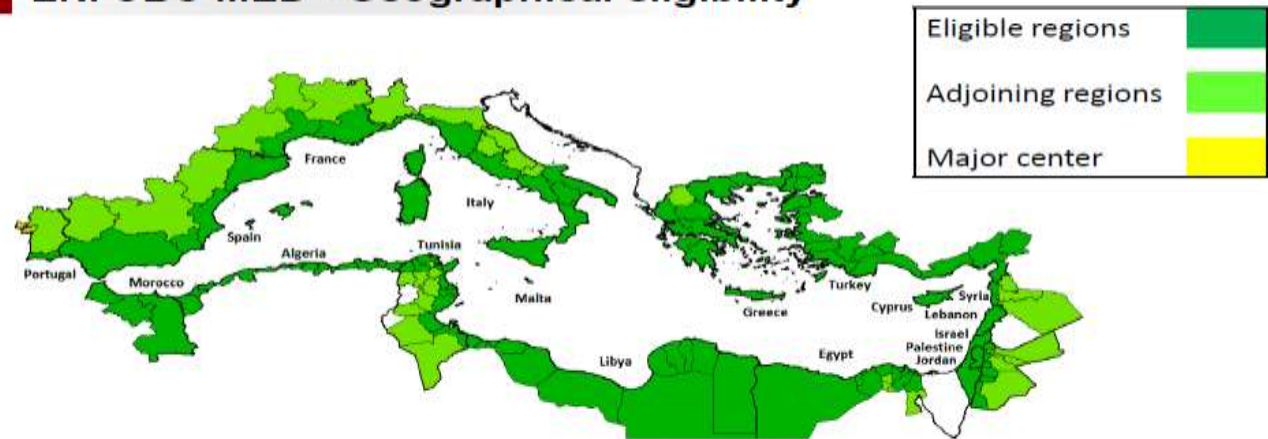 ENPI CBC MED - Geographical eligibility
Eligible regions
Adjoining regions
Major center
France
Italy
Spain
Algeria
Tunisia
Portugal
Morocco
Malta
Greece
Turkey
Cyprus
Syria
Lebanon
Israel
Palestine
Jordan
Libya
Egypt